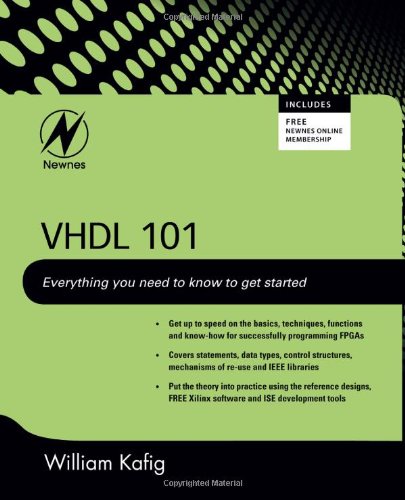 Copyrighted Material
INCLUDES
FREE
NEWNES ONLINE
MEMBERSHIP
Newnes
VHDL 101
Everything you need to know to get started
• Get up to speed on the basics, techniques, functions
and know-how for successfully programming FPGAs
• Covers statements, data types, control structures,
mechanisms of re-use and IEEE libraries
• Put the theory into practice using the reference designs,
FREE Xilinx software and ISE development tools
William Kafig
Copyrighted Material